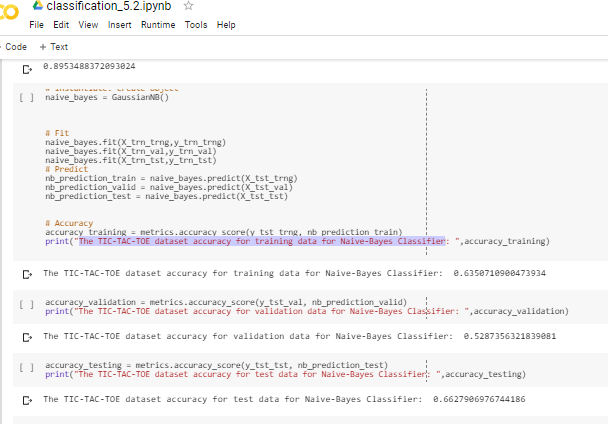 classification_5.2.ipynb
File Edit View Insert Runtime Tools Help
Code + Text
0.8953488372093024
# Instantiate: create object
[ ] naive_bayes = GaussianNB()
# Fit
naive_bayes.fit(X_trn_trng,y_trn_trng)
naive_bayes.fit(X_trn_val,y_trn_val)
naive_bayes.fit(X_trn_tst,y_trn_tst)
# Predict
nb_prediction_train = naive_bayes.predict(X_tst_trng)
nb_prediction_valid = naive_bayes.predict(X_tst_val)
nb_prediction_test = naive_bayes.predict(X_tst_tst)
# Accuracy
accuracy_training = metrics.accuracy_score(y_tst_trng, nb_prediction_train)
print("The TIC-TAC-TOE dataset accuracy for training data for Naive-Bayes Classifier: ",accuracy_training)
The TIC-TAC-TOE dataset accuracy for training data for Naive-Bayes Classifier: 0.6350710900473934
[ ] accuracy_validation = metrics.accuracy_score(y_tst_val, nb_prediction_valid)
print("The TIC-TAC-TOE dataset accuracy for validation data for Naive-Bayes Classifier: ",accuracy_validation)
The TIC-TAC-TOE dataset accuracy for validation data for Naive-Bayes Classifier: 0.5287356321839081
[ ] accuracy_testing = metrics.accuracy_score(y_tst_tst, nb_prediction_test)
print("The TIC-TAC-TOE dataset accuracy for test data for Naive-Bayes Classifier: ",accuracy_testing)
The TIC-TAC-TOE dataset accuracy for test data for Naive-Bayes Classifier: 0.6627906976744186